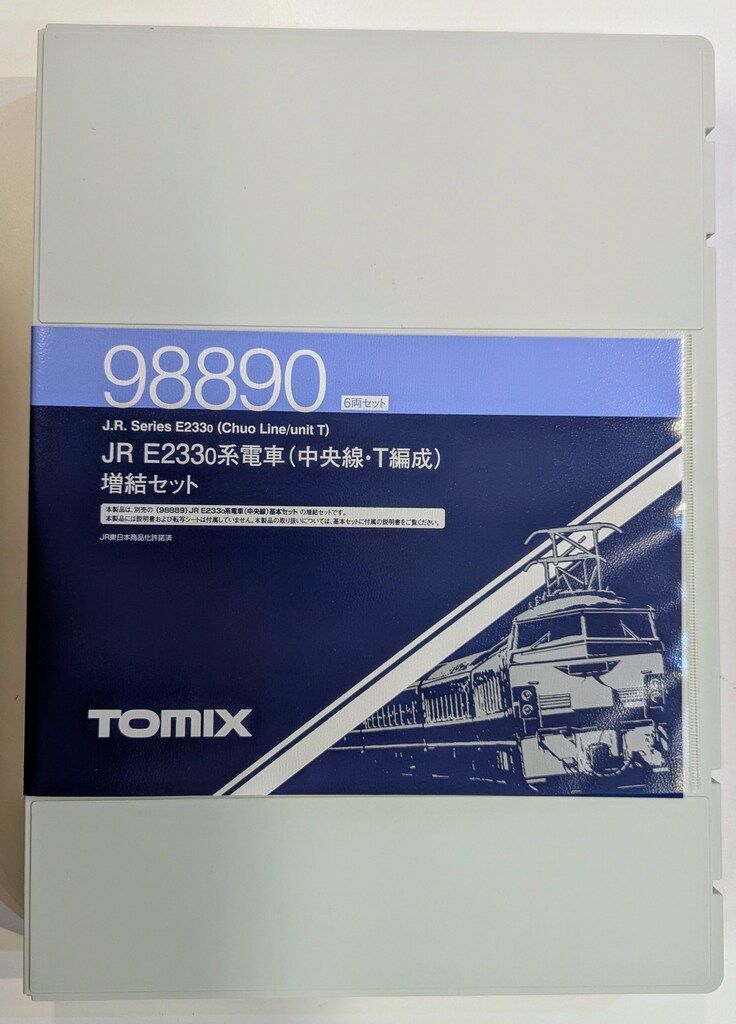 98890
6両セット
J.R. Series E2330 (Chuo Line/unit T)
JR E2330系電車(中央線・T編成)
増結セット
本製品は、別売の〈98889〉JR E2330系電車(中央線)基本セット の増結セットです。
本製品には説明書および転写シートは付属していません。本製品の取り扱いについては、基本セットに付属の説明書をご覧ください。
JR東日本商品化許諾済
TOMIX